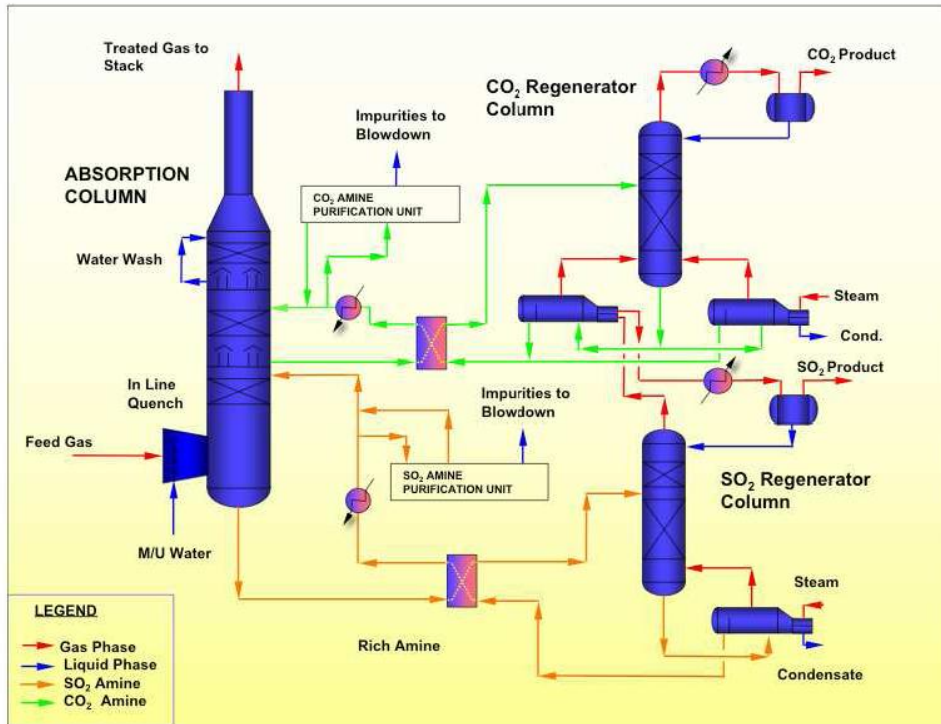 Treated Gas to
Stack
CO₂ Product
CO₂ Regenerator
Column
Impurities to
Blowdown
ABSORPTION
COLUMN
CO₂ AMINE
PURIFICATION UNIT
Water Wash
Steam
Cond.
SO₂ Product
In Line
Quench
Impurities to
Blowdown
Feed Gas
SO₂ AMINE
PURIFICATION UNIT
SO₂ Regenerator
Column
M/U Water
Steam
LEGEND
Gas Phase
Liquid Phase
SO₂ Amine
CO₂ Amine
Rich Amine
Condensate